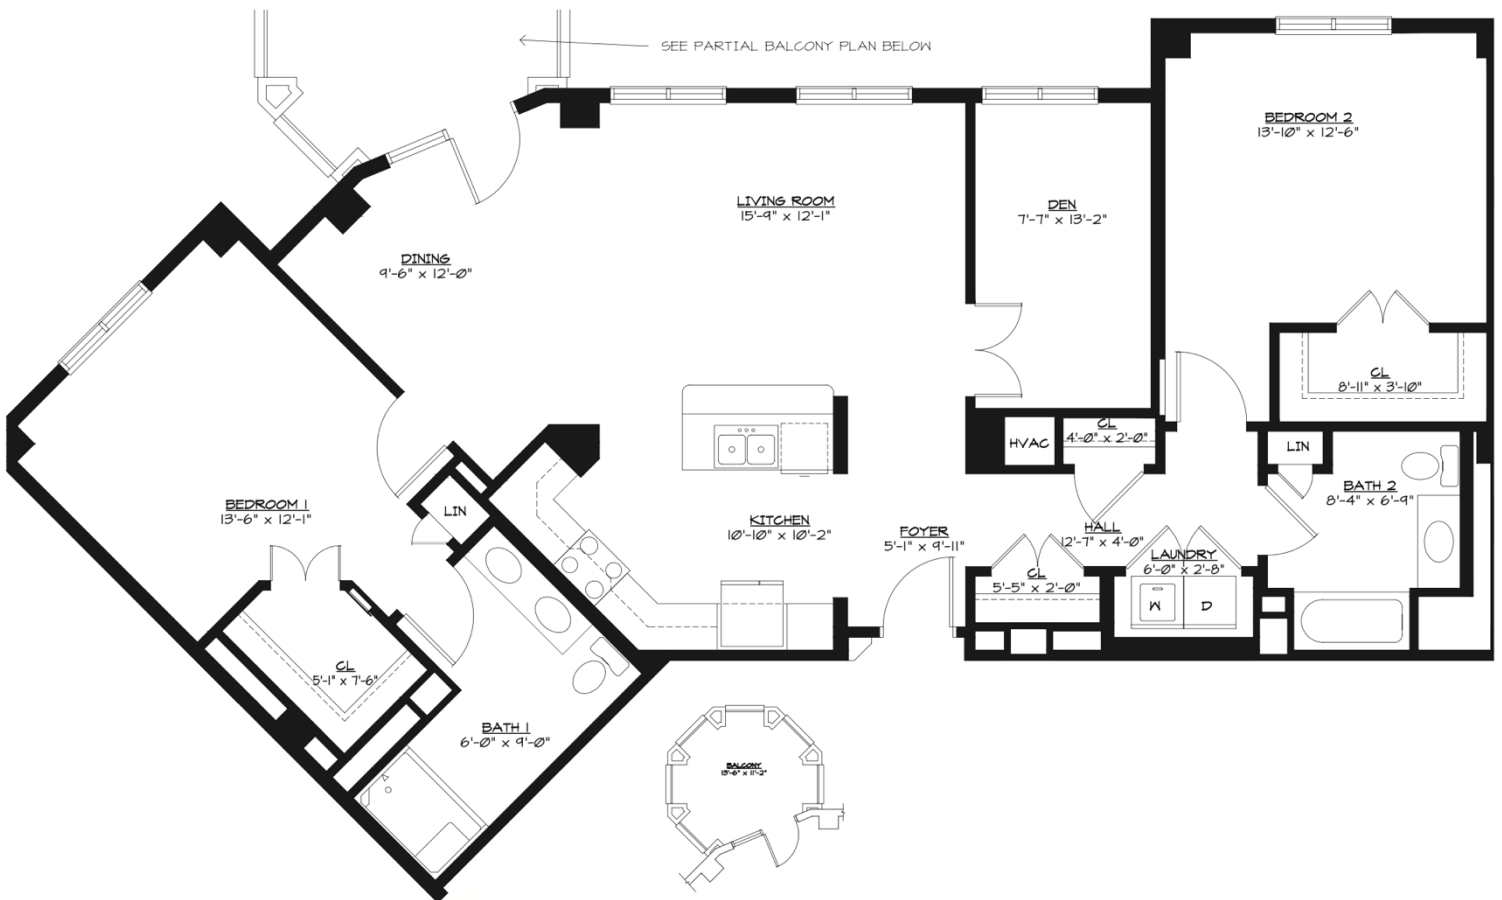 SEE PARTIAL BALCONY PLAN BELOW
BEDROOM 2
13'-10" x 12'-6"
LIVING ROOM
15'-9" x 12'-1"
DEN
7'-7" x 13'-2"
DINING
9'-6" x 12'-0"
CL
8'-11" x 3'-10"
HVAC
CL
4'-0" x 2'-0"
LIN
BATH 2
8'-4" x 6'-9"
BEDROOM 1
13'-6" x 12'-1"
LIN
KITCHEN
10'-10" x 10'-2"
FOYER
5'-1" x 9'-11"
HALL
12'-7" x 4'-0"
LAUNDRY
6'-0" x 2'-8"
CL
5'-5" x 2'-0"
W
D
CL
5'-1" x 7'-6"
BATH 1
6'-0" x 9'-0"
BALCONY
13'-6" x 11'-2"